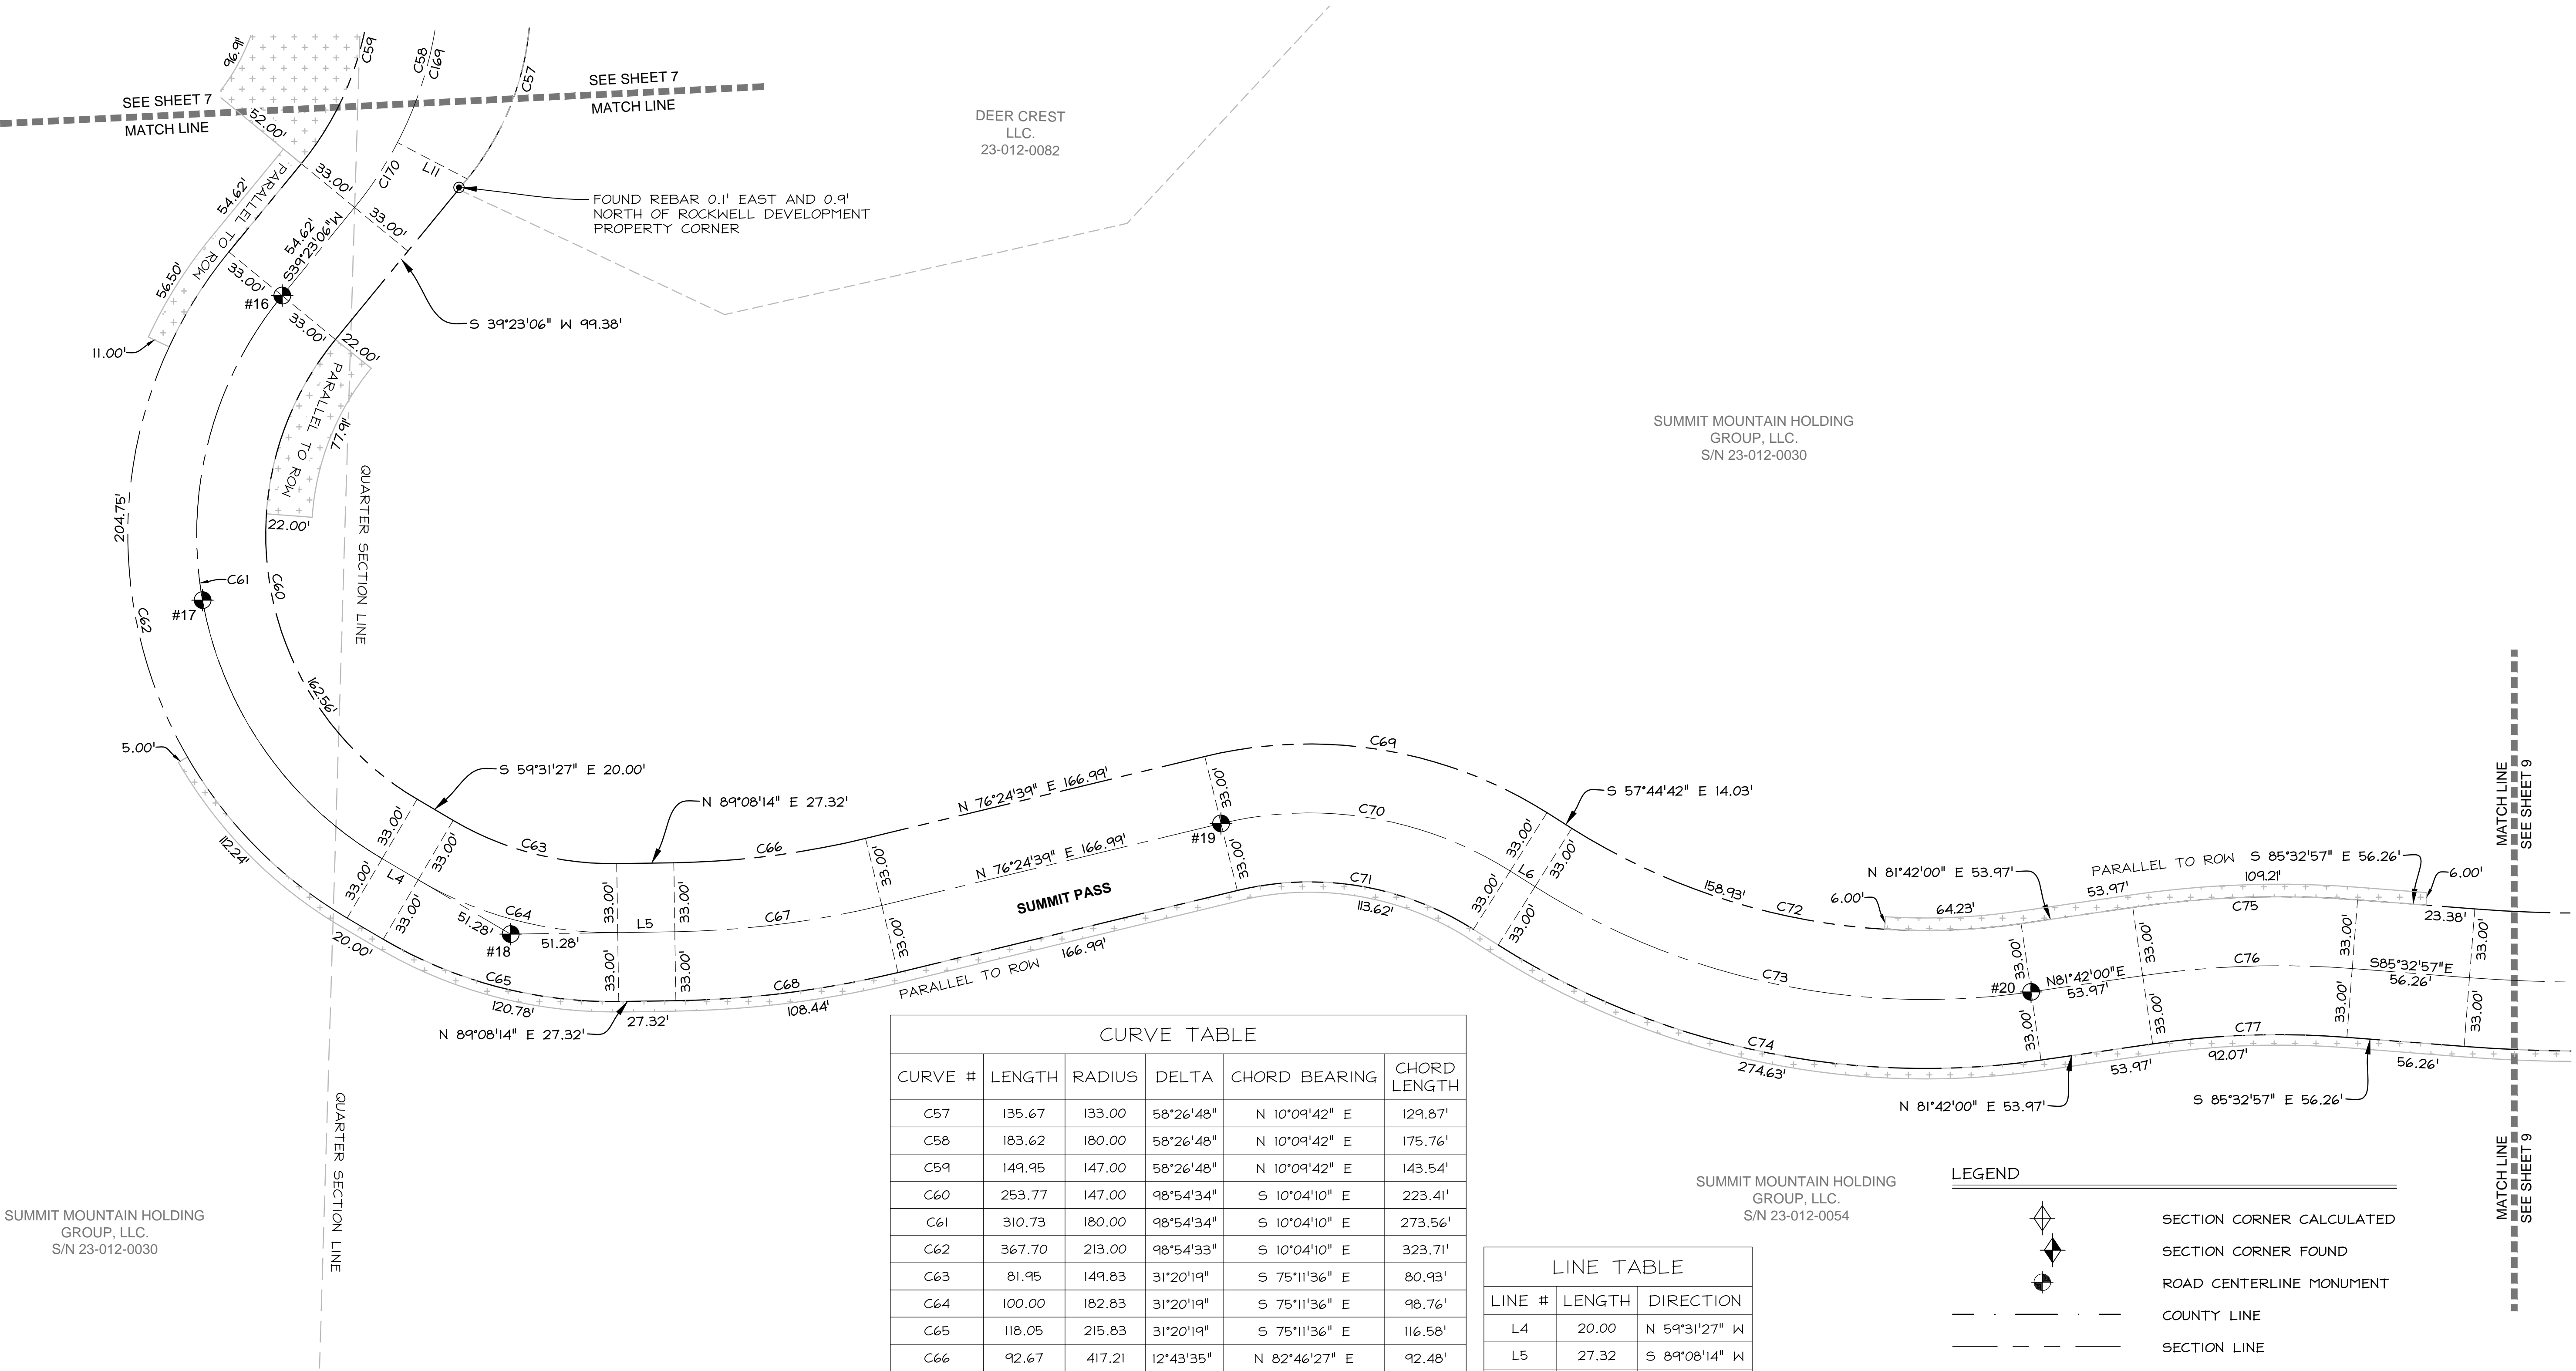 96.91'
C59
C58
C169
C57
SEE SHEET 7
MATCH LINE
SEE SHEET 7
MATCH LINE
52.00'
DEER CREST
LLC.
23-012-0082
PARALLEL TO ROW
54.62'
33.00'
C170
L11
33.00'
FOUND REBAR 0.1' EAST AND 0.9'
NORTH OF ROCKWELL DEVELOPMENT
PROPERTY CORNER
54.62'
S39°23'06"W
56.50'
33.00'
#16
33.00'
22.00'
S 39°23'06" W 99.38'
11.00'
PARALLEL TO ROW
77.91'
22.00'
QUARTER SECTION LINE
SUMMIT MOUNTAIN HOLDING
GROUP, LLC.
S/N 23-012-0030
204.75'
C61
#17
C60
C62
162.56'
5.00'
S 59°31'27" E 20.00'
112.24'
33.00'
33.00'
33.00'
33.00'
L4
20.00'
C63
C64
51.28'
#18
51.28'
C65
120.78'
N 89°08'14" E 27.32'
33.00'
33.00'
L5
33.00'
33.00'
27.32'
N 89°08'14" E 27.32'
C66
C67
C68
108.44'
33.00'
33.00'
N 76°24'39" E 166.99'
N 76°24'39" E 166.99'
SUMMIT PASS
PARALLEL TO ROW
166.99'
33.00'
#19
33.00'
C69
C70
C71
113.62'
S 57°44'42" E 14.03'
33.00'
33.00'
L6
33.00'
33.00'
158.93'
C72
C73
C74
274.63'
6.00'
64.23'
N 81°42'00" E 53.97'
PARALLEL TO ROW
53.97'
109.21'
S 85°32'57" E 56.26'
6.00'
C75
23.38'
33.00'
33.00'
33.00'
33.00'
#20
N81°42'00"E
53.97'
C76
S85°32'57"E
56.26'
33.00'
33.00'
33.00'
33.00'
C77
53.97'
92.07'
56.26'
N 81°42'00" E 53.97'
S 85°32'57" E 56.26'
MATCH LINE
SEE SHEET 9
MATCH LINE
SEE SHEET 9
QUARTER SECTION LINE
SUMMIT MOUNTAIN HOLDING
GROUP, LLC.
S/N 23-012-0030
CURVE TABLE
CURVE # LENGTH RADIUS DELTA CHORD BEARING CHORD LENGTH
C57 135.67 133.00 58°26'48" N 10°09'42" E 129.87'
C58 183.62 180.00 58°26'48" N 10°09'42" E 175.76'
C59 149.95 147.00 58°26'48" N 10°09'42" E 143.54'
C60 253.77 147.00 98°54'34" S 10°04'10" E 223.41'
C61 310.73 180.00 98°54'34" S 10°04'10" E 273.56'
C62 367.70 213.00 98°54'33" S 10°04'10" E 323.71'
C63 81.95 149.83 31°20'19" S 75°11'36" E 80.93'
C64 100.00 182.83 31°20'19" S 75°11'36" E 98.76'
C65 118.05 215.83 31°20'19" S 75°11'36" E 116.58'
C66 92.67 417.21 12°43'35" N 82°46'27" E 92.48'
SUMMIT MOUNTAIN HOLDING
GROUP, LLC.
S/N 23-012-0054
LINE TABLE
LINE # LENGTH DIRECTION
L4 20.00 N 59°31'27" W
L5 27.32 S 89°08'14" W
LEGEND
SECTION CORNER CALCULATED
SECTION CORNER FOUND
ROAD CENTERLINE MONUMENT
COUNTY LINE
SECTION LINE